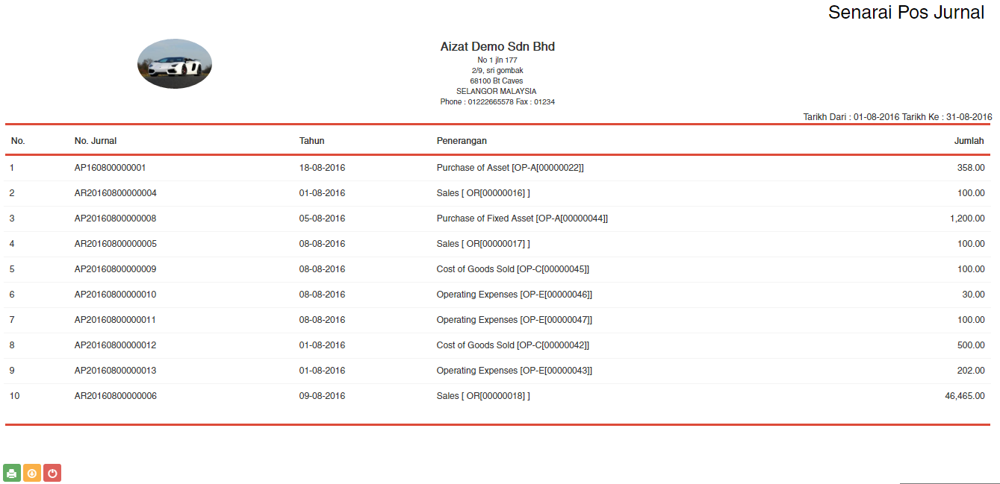 Senarai Pos Jurnal
Aizat Demo Sdn Bhd
No 1 jln 177
2/9, sri gombak
68100 Bt Caves
SELANGOR MALAYSIA
Phone : 01222665578 Fax : 01234
Tarikh Dari : 01-08-2016 Tarikh Ke : 31-08-2016
No. No. Jurnal Tahun Penerangan Jumlah
1 AP160800000001 18-08-2016 Purchase of Asset [OP-A[00000022]] 358.00
2 AR20160800000004 01-08-2016 Sales [ OR[00000016] ] 100.00
3 AP20160800000008 05-08-2016 Purchase of Fixed Asset [OP-A[00000044]] 1,200.00
4 AR20160800000005 08-08-2016 Sales [ OR[00000017] ] 100.00
5 AP20160800000009 08-08-2016 Cost of Goods Sold [OP-C[00000045]] 100.00
6 AP20160800000010 08-08-2016 Operating Expenses [OP-E[00000046]] 30.00
7 AP20160800000011 08-08-2016 Operating Expenses [OP-E[00000047]] 100.00
8 AP20160800000012 01-08-2016 Cost of Goods Sold [OP-C[00000042]] 500.00
9 AP20160800000013 01-08-2016 Operating Expenses [OP-E[00000043]] 202.00
10 AR20160800000006 09-08-2016 Sales [ OR[00000018] ] 46,465.00